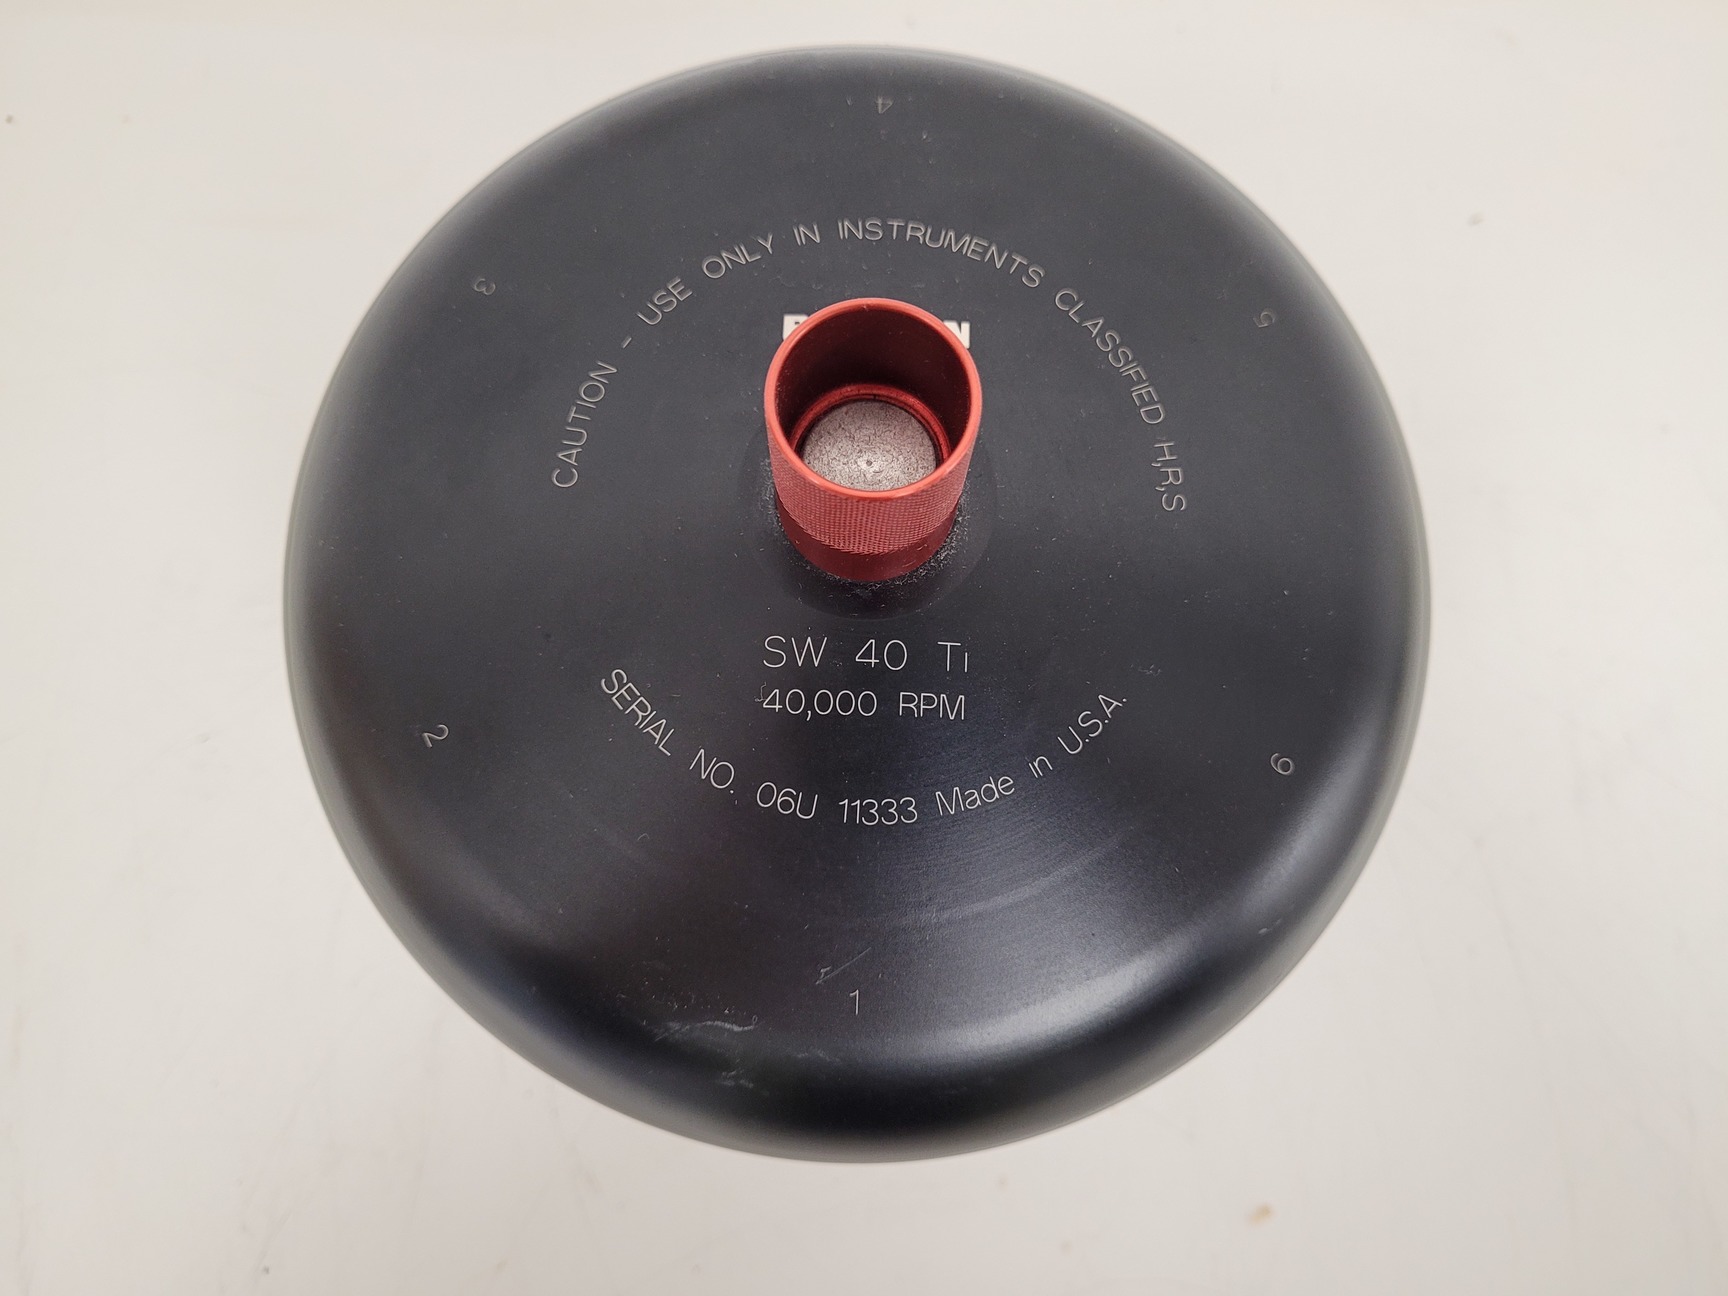 4
3
5
CAUTION - USE ONLY IN INSTRUMENTS CLASSIFIED H,R,S
SW 40 Ti
40,000 RPM
SERIAL NO. 06U 11333 Made in U.S.A.
2
6
1